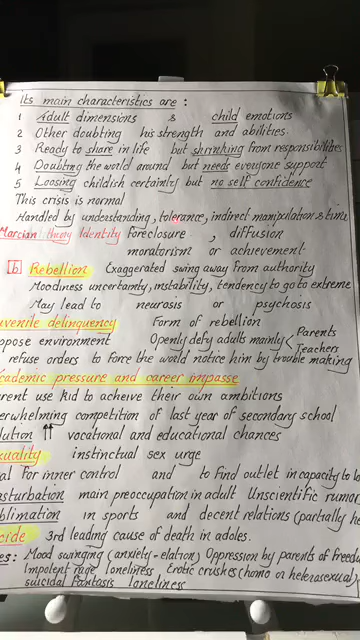 Its main characteristics are :
1 Adult dimensions & child emotions
2 Other doubting his strength and abilities.
3 Ready to share in life but shrinking from responsibilities
4 Doubting the world around but needs everyone support
5 Loosing childish certainty but no self confidence
This crisis is normal
Handled by understanding, tolerance, indirect manipulation & time
Marcian theory Identity Foreclosure , diffusion
moratorism or achievement
b Rebellion Exaggerated swing away from authority
Moodiness uncertainty, instability, tendency to go to extreme
May lead to neurosis or psychosis
uvenile delinquency Form of rebellion
ppose environment Openly defy adults mainly < Parents
Teachers
refuse orders to force the world notice him by trouble making
cademic pressure and career impasse
arent use kid to acheive their own ambitions
erwhelming competition of last year of secondary school
lution ↑↑ vocational and educational chances
xuality instinctual sex urge
al for inner control and to find outlet in capacity to lo
asturbation main preoccupation in adult Unscientific rumor
blimation in sports and decent relations (partially
cide 3rd leading cause of death in adoles.
es : Mood swinging (anxiety-elation) Oppression by parents of freedo
Impotent rage loneliness Erotic crushes (homo or heterosexual)
suicidal fantasis loneliness